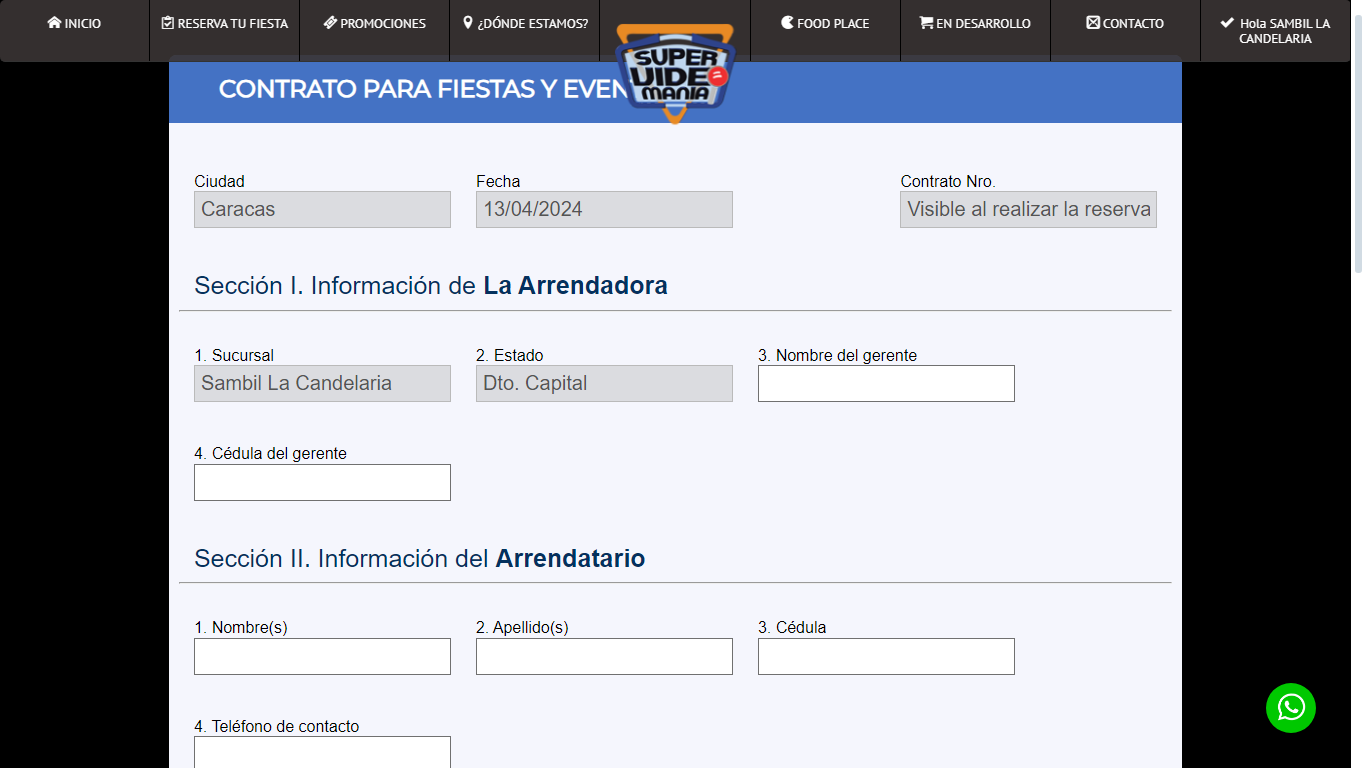 INICIO
RESERVA TU FIESTA
PROMOCIONES
¿DÓNDE ESTAMOS?
SUPER
VIDEO
MANIA
FOOD PLACE
EN DESARROLLO
CONTACTO
Hola SAMBIL LA
CANDELARIA
CONTRATO PARA FIESTAS Y EVEN
Ciudad
Fecha
Contrato Nro.
Caracas
13/04/2024
Visible al realizar la reserva
Sección I. Información de La Arrendadora
1. Sucursal
2. Estado
3. Nombre del gerente
Sambil La Candelaria
Dto. Capital
4. Cédula del gerente
Sección II. Información del Arrendatario
1. Nombre(s)
2. Apellido(s)
3. Cédula
4. Teléfono de contacto